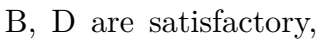 B, D are satisfactory,